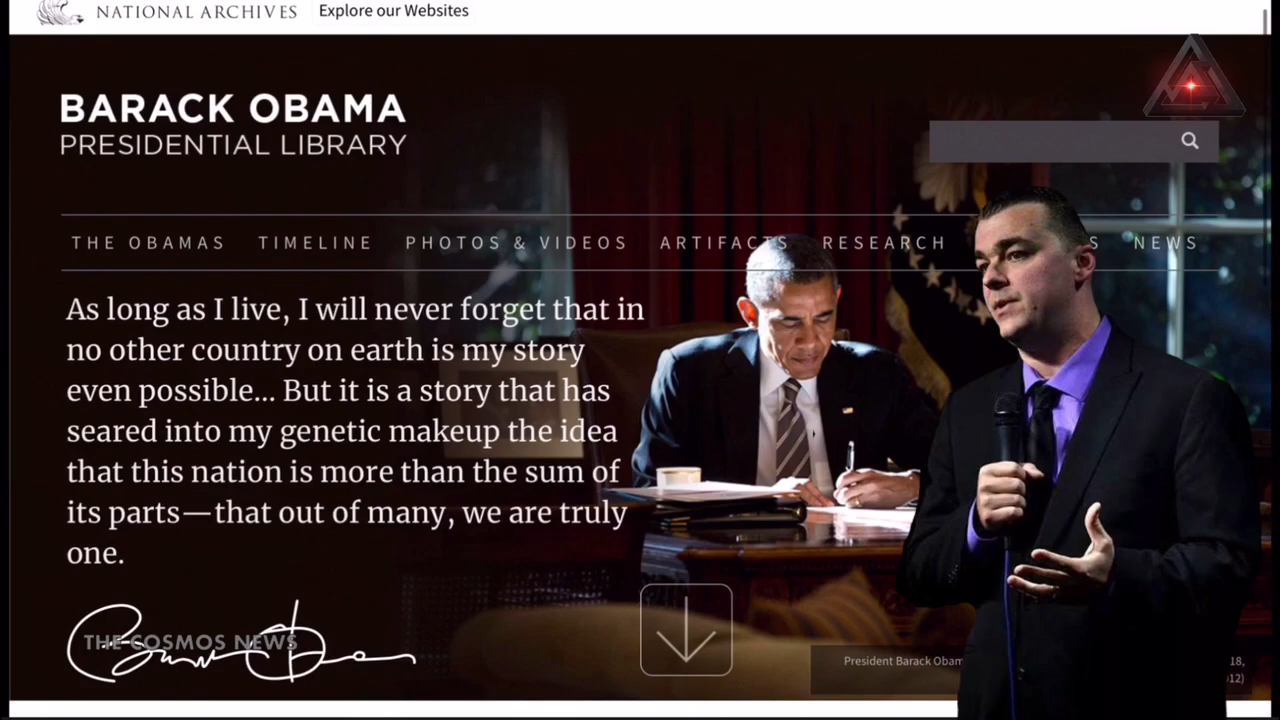 NATIONAL ARCHIVES
Explore our Websites
BARACK OBAMA
PRESIDENTIAL LIBRARY
THE OBAMAS TIMELINE PHOTOS & VIDEOS ARTIFACTS RESEARCH S NEWS
As long as I live, I will never forget that in
no other country on earth is my story
even possible... But it is a story that has
seared into my genetic makeup the idea
that this nation is more than the sum of
its parts—that out of many, we are truly
one.
THE COSMOS NEWS
President Barack Obam
18,
12)